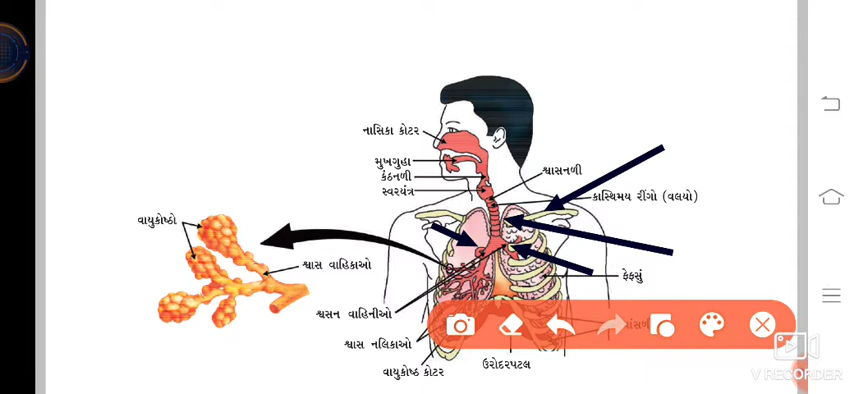 નાસિકા કોટર
મુખગુહા
કંઠનળી
સ્વરયંત્ર
શ્વાસનળી
કાસ્થિમય રીંગો (વલયો)
વાયુકોષ્ઠો
શ્વાસ વાહિકાઓ
ફેફસું
શ્વસન વાહિનીઓ
શ્વાસ નલિકાઓ
વાયુકોષ્ઠ કોટર
ઉરોદરપટલ
V RECORDER